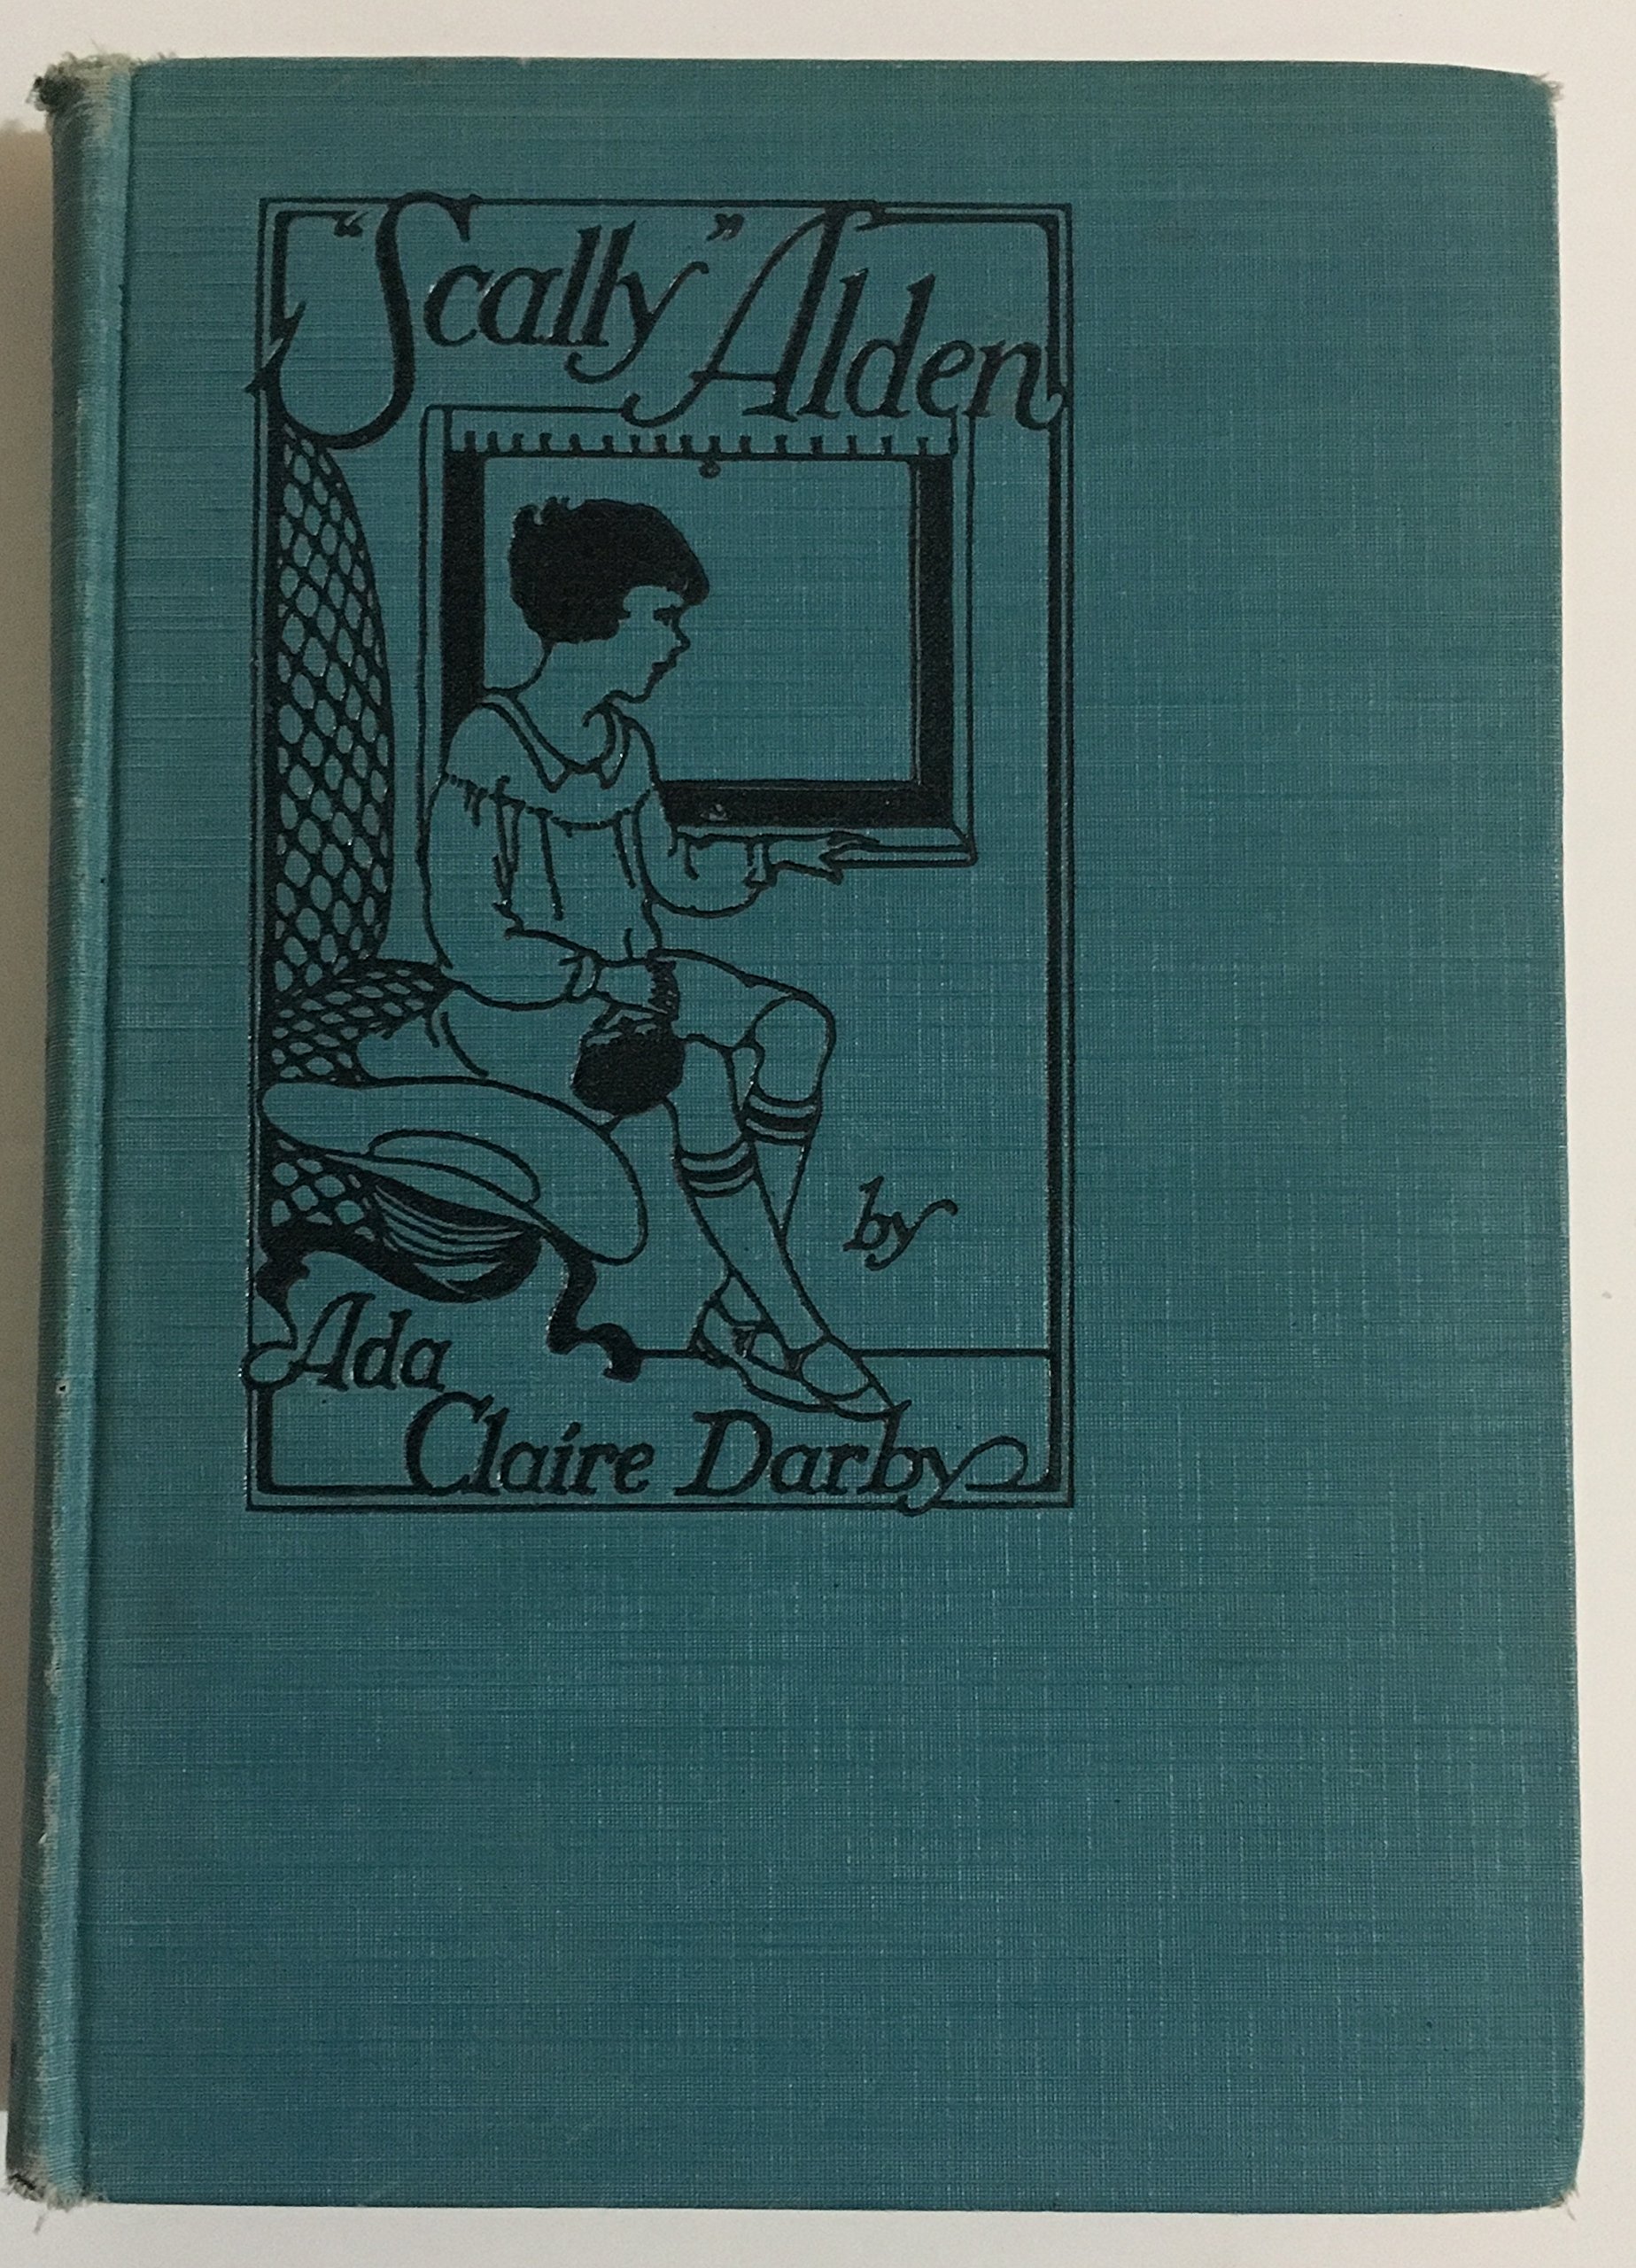 "Scally" Alden
by
Ada
Claire Darby